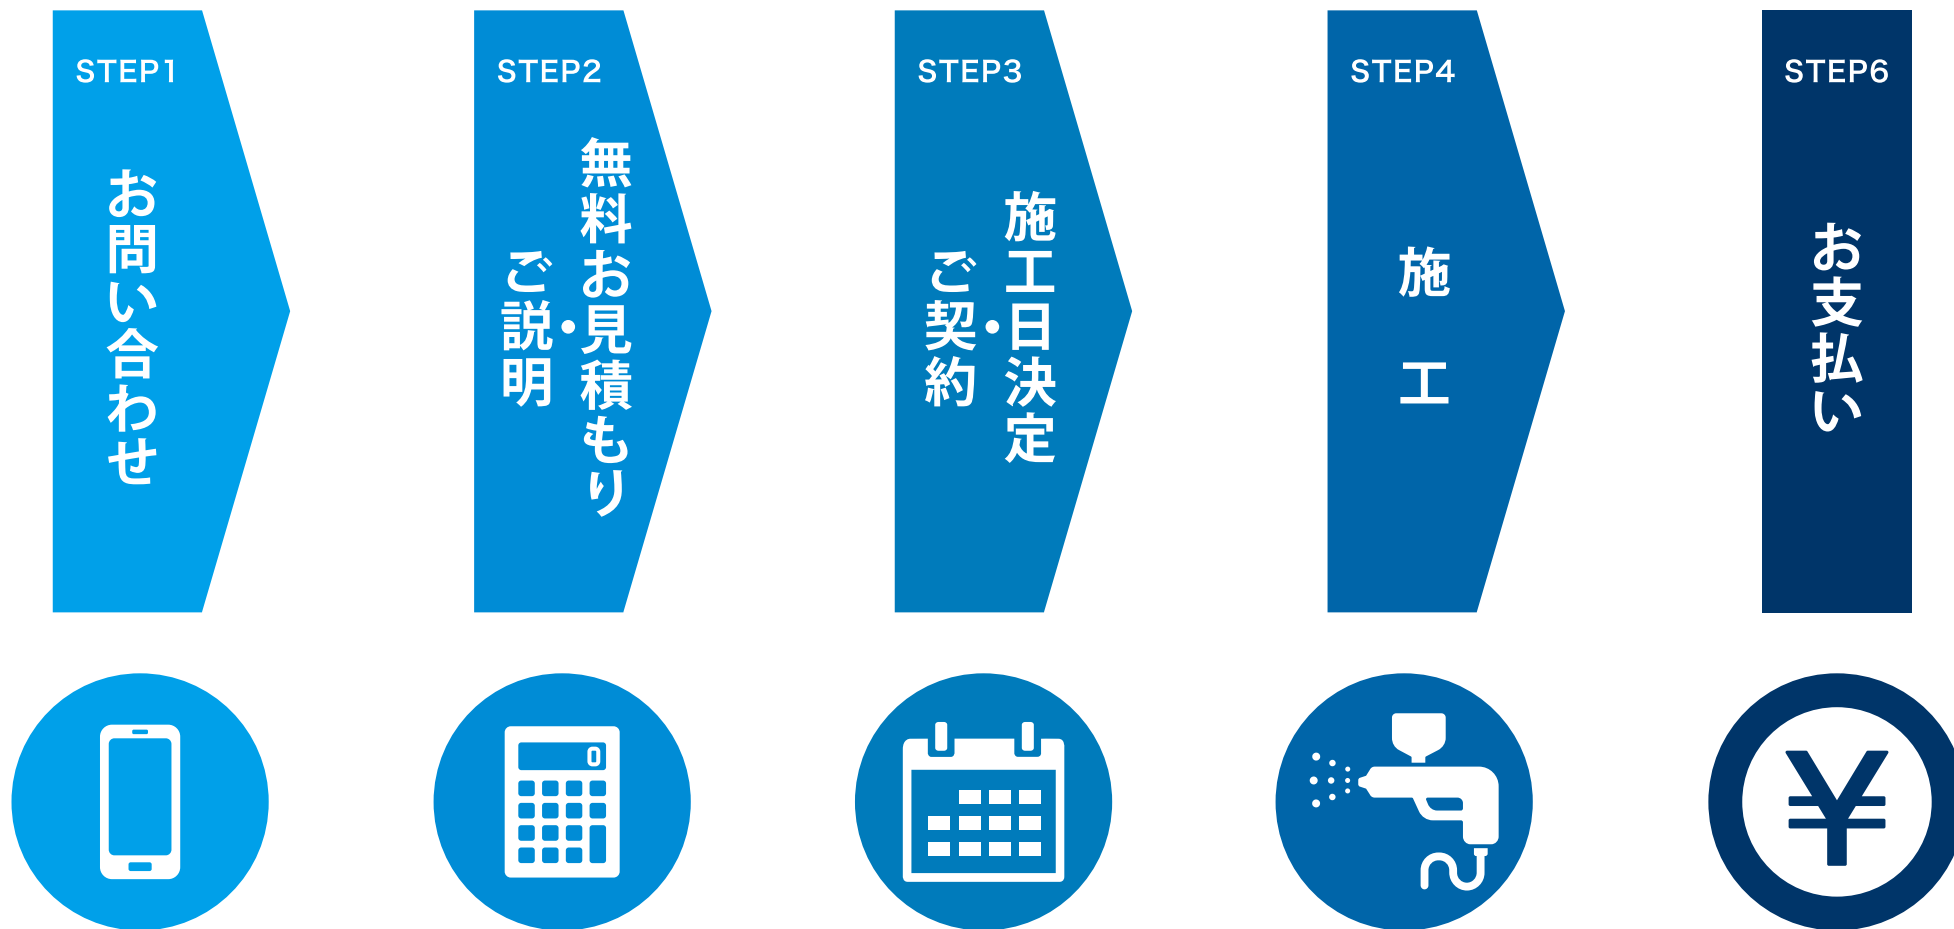 STEP1
お問い合わせ
STEP2
無料お見積もり
・ご説明
STEP3
施工日決定
・ご契約
STEP4
施工
STEP6
お支払い
0
¥